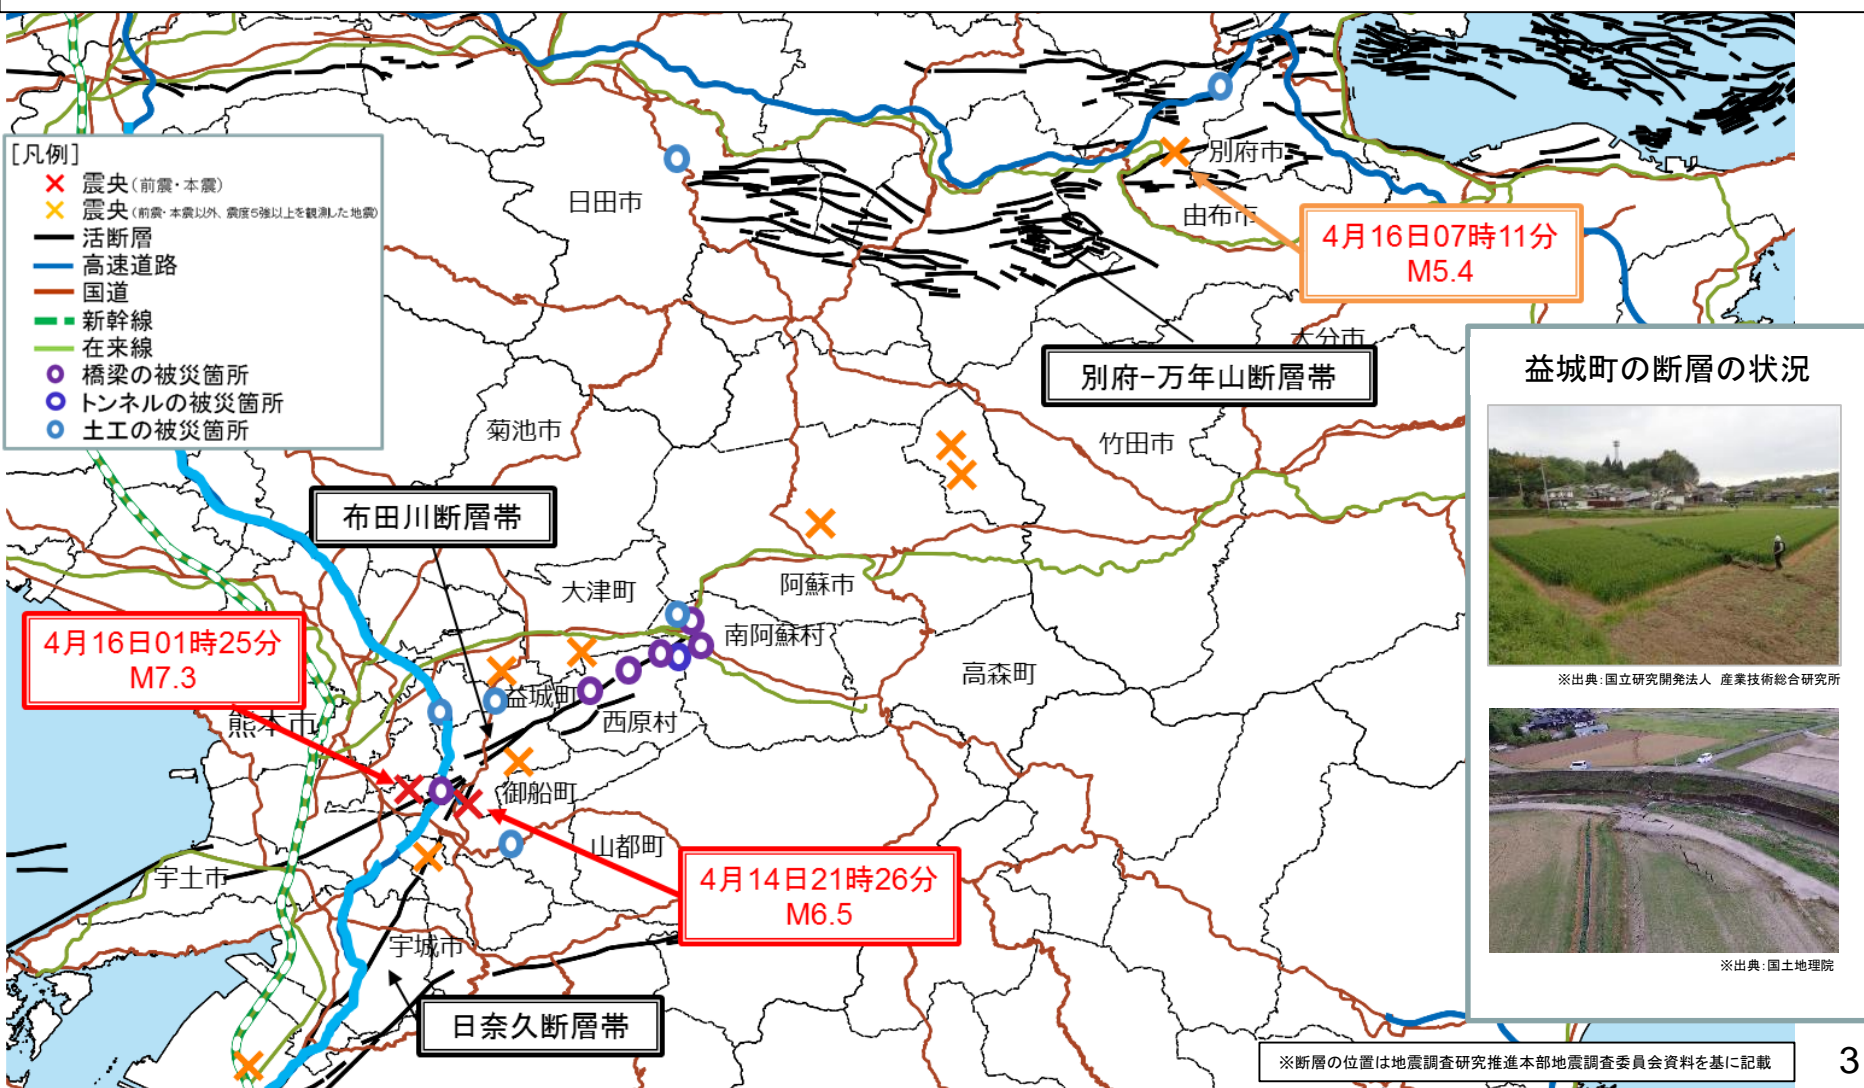 [凡例]
震央(前震・本震)
震央(前震・本震以外、震度5強以上を観測した地震)
活断層
高速道路
国道
新幹線
在来線
橋梁の被災箇所
トンネルの被災箇所
土工の被災箇所
日田市
別府市
由布市
4月16日07時11分
M5.4
大分市
別府−万年山断層帯
益城町の断層の状況
菊池市
竹田市
布田川断層帯
大津町
阿蘇市
南阿蘇村
高森町
4月16日01時25分
M7.3
熊本市
益城町
西原村
御船町
山都町
4月14日21時26分
M6.5
宇土市
宇城市
日奈久断層帯
※出典:国立研究開発法人 産業技術総合研究所
※出典:国土地理院
※断層の位置は地震調査研究推進本部地震調査委員会資料を基に記載
3